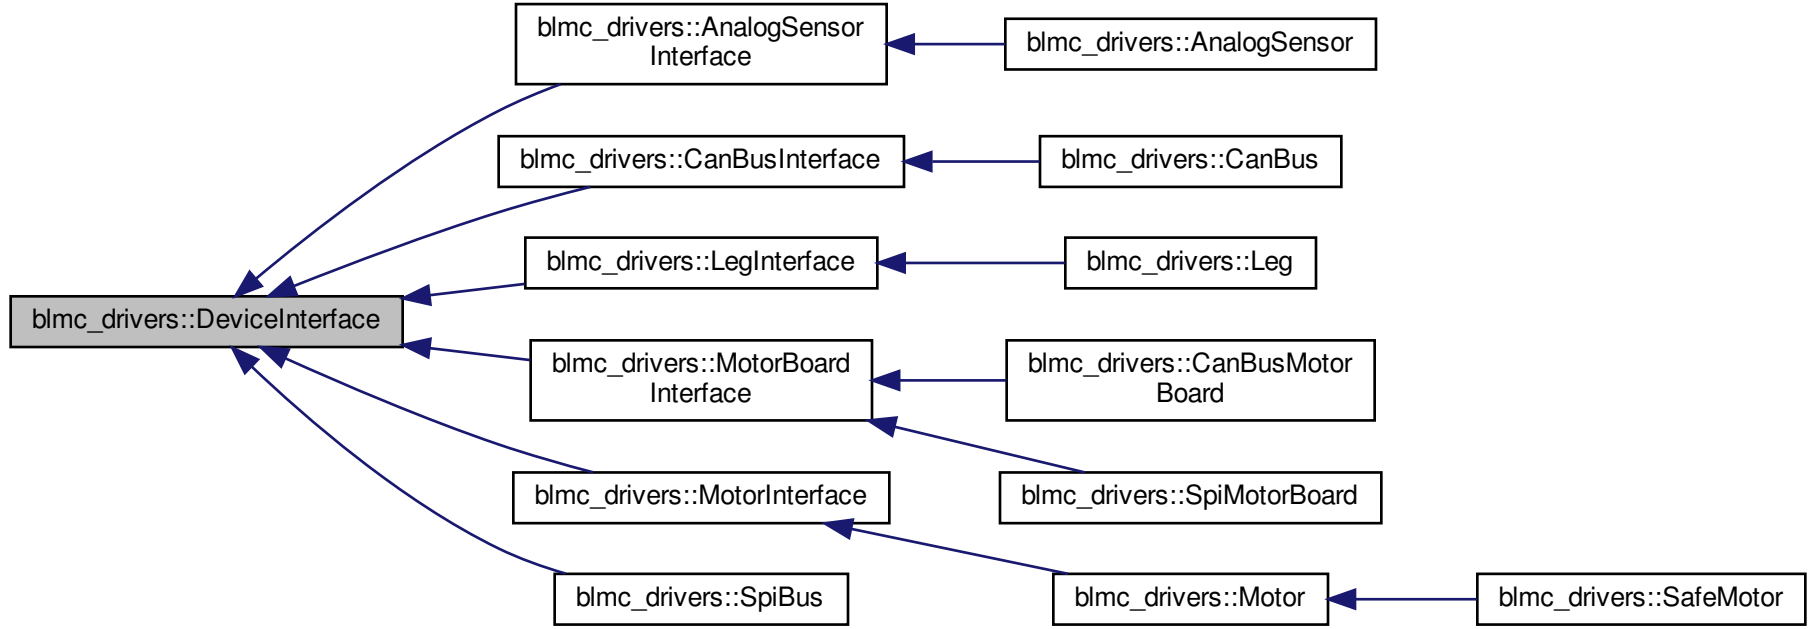 blmc_drivers::AnalogSensor
Interface
blmc_drivers::AnalogSensor
blmc_drivers::CanBusInterface
blmc_drivers::CanBus
blmc_drivers::LegInterface
blmc_drivers::Leg
blmc_drivers::DeviceInterface
blmc_drivers::MotorBoard
Interface
blmc_drivers::CanBusMotor
Board
blmc_drivers::MotorInterface
blmc_drivers::SpiMotorBoard
blmc_drivers::SpiBus
blmc_drivers::Motor
blmc_drivers::SafeMotor